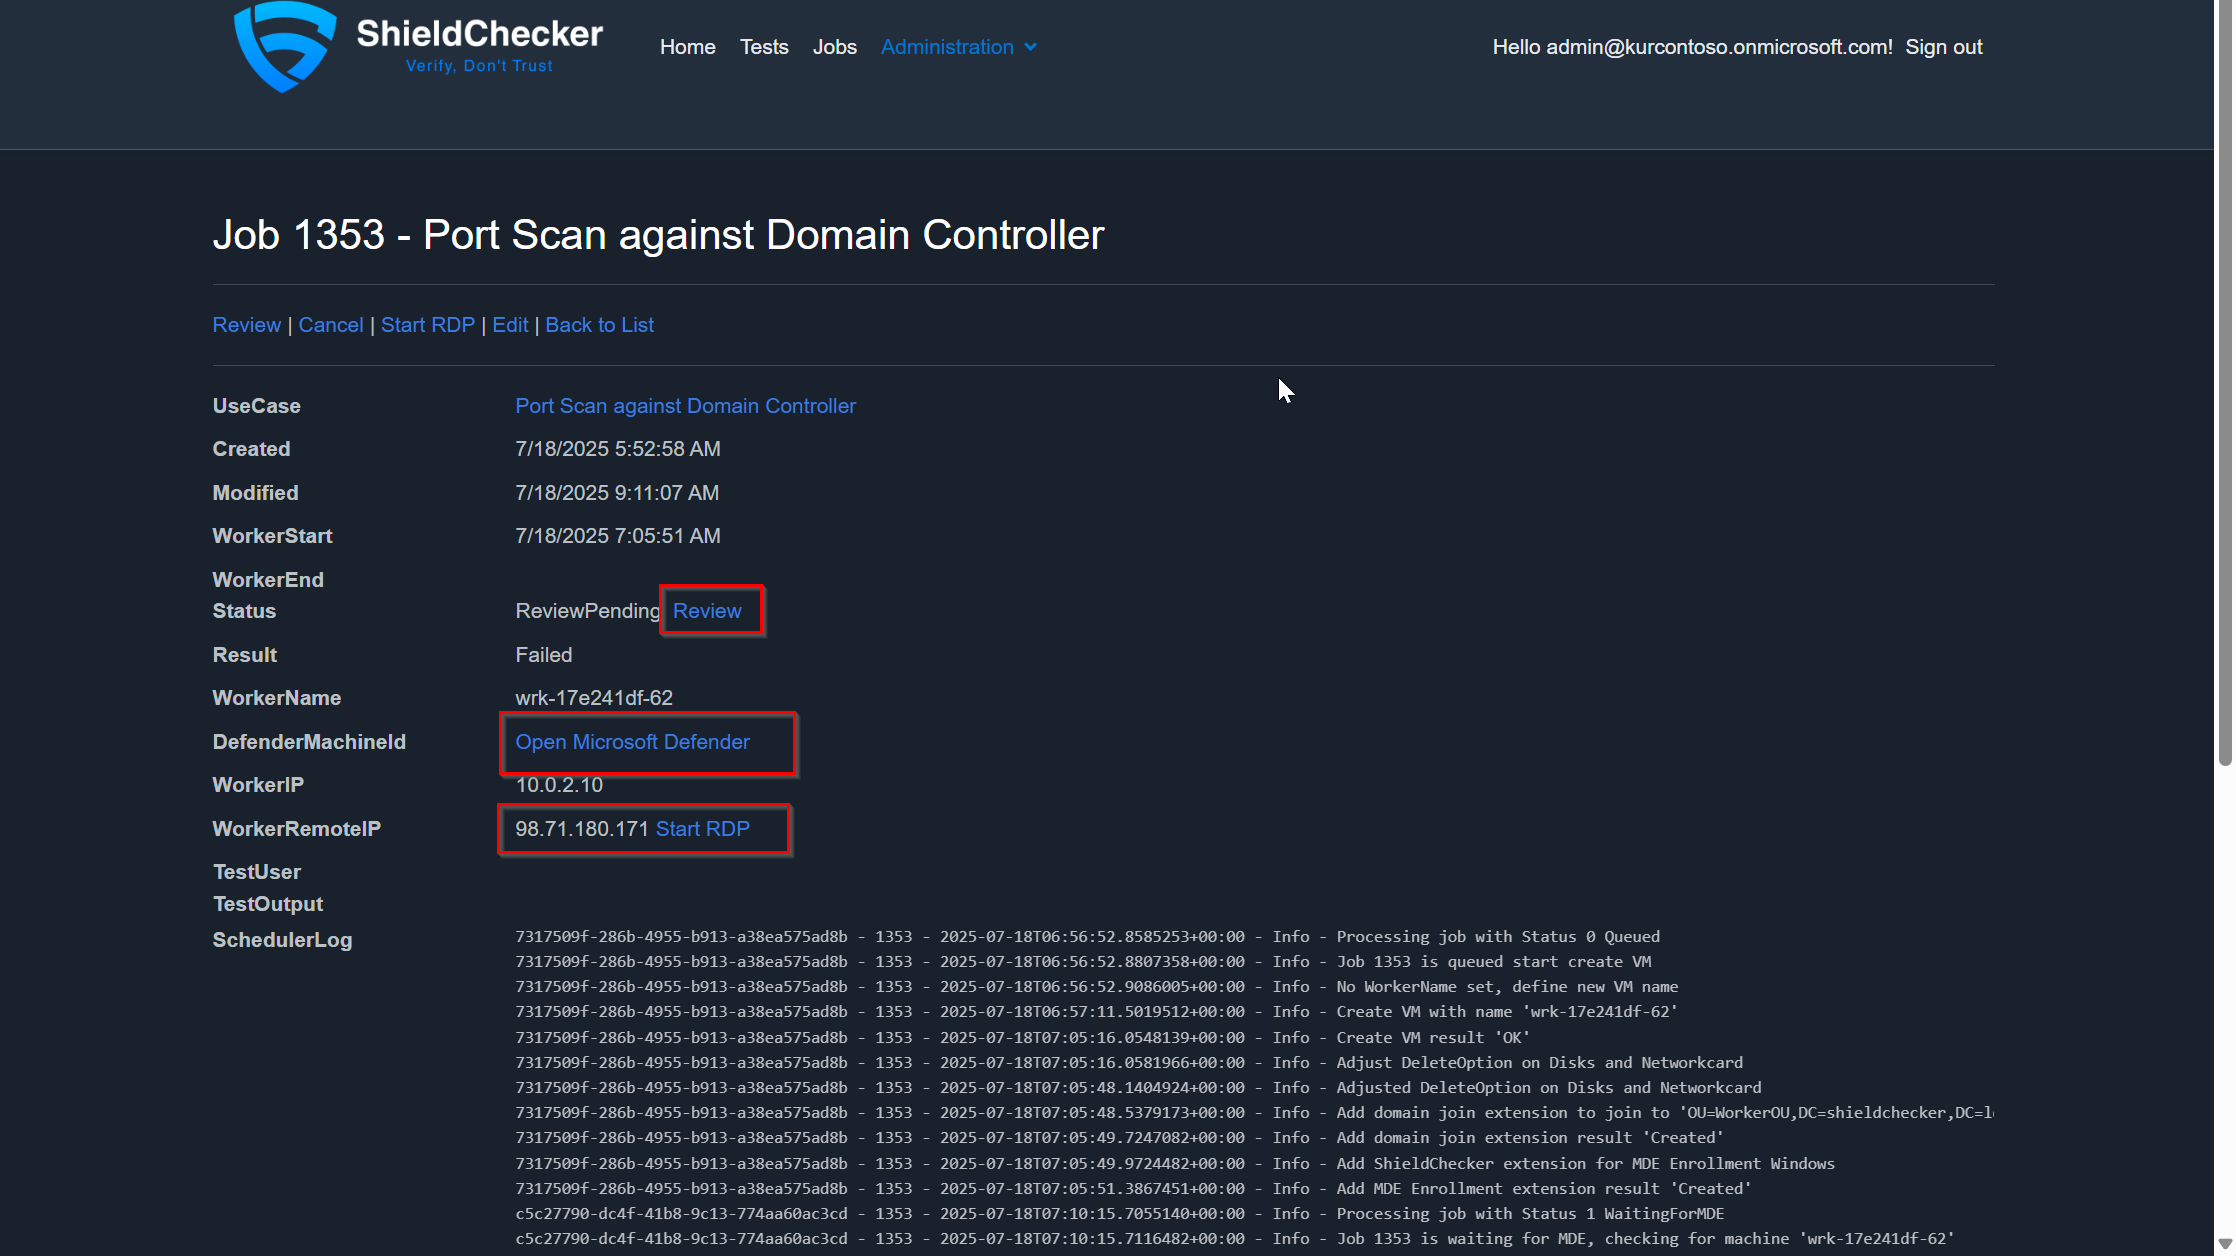 ShieldChecker
Verify, Don't Trust
Home Tests Jobs Administration
Hello admin@kurcontoso.onmicrosoft.com! Sign out
Job 1353 - Port Scan against Domain Controller
Review | Cancel | Start RDP | Edit | Back to List
UseCase Port Scan against Domain Controller
Created 7/18/2025 5:52:58 AM
Modified 7/18/2025 9:11:07 AM
WorkerStart 7/18/2025 7:05:51 AM
WorkerEnd
Status ReviewPending Review
Result Failed
WorkerName wrk-17e241df-62
DefenderMachineId Open Microsoft Defender
WorkerIP 10.0.2.10
WorkerRemoteIP 98.71.180.171 Start RDP
TestUser
TestOutput
SchedulerLog
7317509f-286b-4955-b913-a38ea575ad8b - 1353 - 2025-07-18T06:56:52.8585253+00:00 - Info - Processing job with Status 0 Queued
7317509f-286b-4955-b913-a38ea575ad8b - 1353 - 2025-07-18T06:56:52.8807358+00:00 - Info - Job 1353 is queued start create VM
7317509f-286b-4955-b913-a38ea575ad8b - 1353 - 2025-07-18T06:56:52.9086005+00:00 - Info - No WorkerName set, define new VM name
7317509f-286b-4955-b913-a38ea575ad8b - 1353 - 2025-07-18T06:57:11.5019512+00:00 - Info - Create VM with name 'wrk-17e241df-62'
7317509f-286b-4955-b913-a38ea575ad8b - 1353 - 2025-07-18T07:05:16.0548139+00:00 - Info - Create VM result 'OK'
7317509f-286b-4955-b913-a38ea575ad8b - 1353 - 2025-07-18T07:05:16.0581966+00:00 - Info - Adjust DeleteOption on Disks and Networkcard
7317509f-286b-4955-b913-a38ea575ad8b - 1353 - 2025-07-18T07:05:48.1404924+00:00 - Info - Adjusted DeleteOption on Disks and Networkcard
7317509f-286b-4955-b913-a38ea575ad8b - 1353 - 2025-07-18T07:05:48.5379173+00:00 - Info - Add domain join extension to join to 'OU=WorkerOU,DC=shieldchecker,DC=l
7317509f-286b-4955-b913-a38ea575ad8b - 1353 - 2025-07-18T07:05:49.7247082+00:00 - Info - Add domain join extension result 'Created'
7317509f-286b-4955-b913-a38ea575ad8b - 1353 - 2025-07-18T07:05:49.9724482+00:00 - Info - Add ShieldChecker extension for MDE Enrollment Windows
7317509f-286b-4955-b913-a38ea575ad8b - 1353 - 2025-07-18T07:05:51.3867451+00:00 - Info - Add MDE Enrollment extension result 'Created'
c5c27790-dc4f-41b8-9c13-774aa60ac3cd - 1353 - 2025-07-18T07:10:15.7055140+00:00 - Info - Processing job with Status 1 WaitingForMDE
c5c27790-dc4f-41b8-9c13-774aa60ac3cd - 1353 - 2025-07-18T07:10:15.7116482+00:00 - Info - Job 1353 is waiting for MDE, checking for machine 'wrk-17e241df-62'